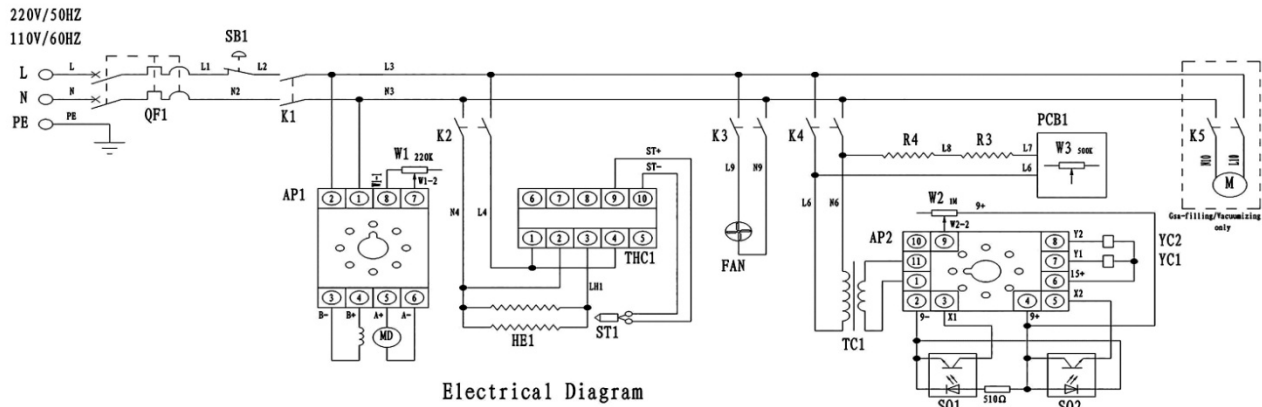 220V/50HZ
110V/60HZ
SB1
L L L1 L2 L3
N N N2 N3
PE PE
QF1 K1
K2 K3 K4 K5
PCB1
R4 L8 R3 L7
W3 500K
L6
N10 L10
M
Gsa-filling/Vacuumizing
only
W1 220K
W1-1 W1-2
AP1
2 1 8 7
3 4 5 6
B- B+ A+ A-
MD
N4 L4
ST+
ST-
6 7 8 9 10
1 2 3 4 5
THC1
LH1
HE1
ST1
L9 N9
FAN
L6 N6
TC1
W2 1M 9+
W2-2
AP2
10 9 8 Y2 YC2
11 7 Y1 YC1
1 6 15+
2 3 4 5 X2
9- X1 9+
SQ1 510Ω SQ2
Electrical Diagram